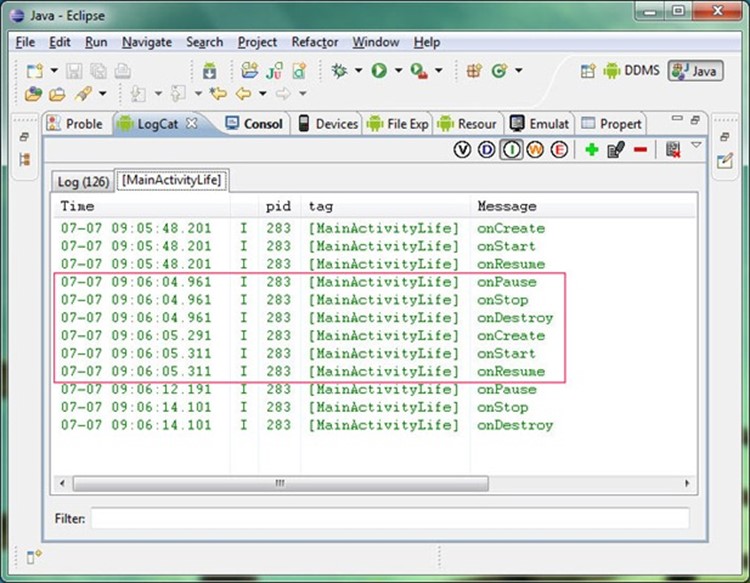 Java - Eclipse
File Edit Run Navigate Search Project Refactor Window Help
DDMS Java
Proble LogCat Consol Devices File Exp Resour Emulat Propert
V D I W E
Log (126) [MainActivityLife]
Time pid tag Message
07-07 09:05:48.201 I 283 [MainActivityLife] onCreate
07-07 09:05:48.201 I 283 [MainActivityLife] onStart
07-07 09:05:48.201 I 283 [MainActivityLife] onResume
07-07 09:06:04.961 I 283 [MainActivityLife] onPause
07-07 09:06:04.961 I 283 [MainActivityLife] onStop
07-07 09:06:04.961 I 283 [MainActivityLife] onDestroy
07-07 09:06:05.291 I 283 [MainActivityLife] onCreate
07-07 09:06:05.311 I 283 [MainActivityLife] onStart
07-07 09:06:05.311 I 283 [MainActivityLife] onResume
07-07 09:06:12.191 I 283 [MainActivityLife] onPause
07-07 09:06:14.101 I 283 [MainActivityLife] onStop
07-07 09:06:14.101 I 283 [MainActivityLife] onDestroy
Filter: